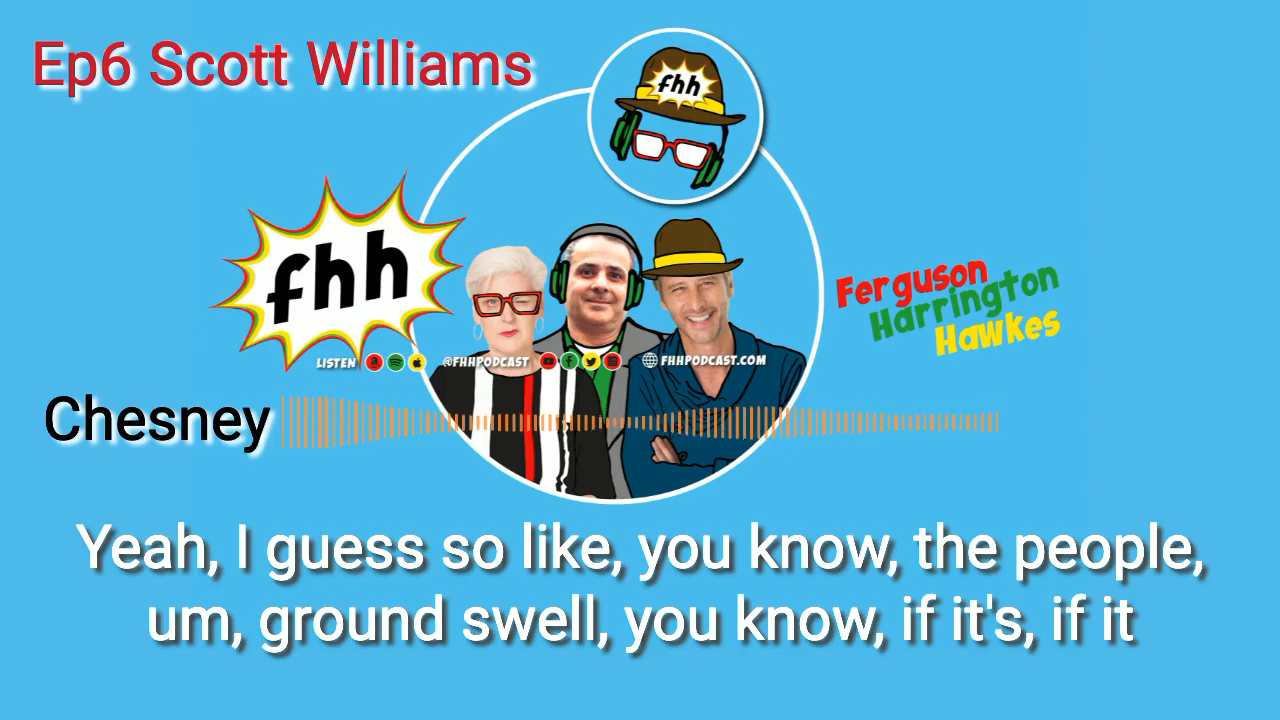 Ep6 Scott Williams
fhh
fhh
Ferguson
Harrington
Hawkes
LISTEN @FHHPODCAST FHHPODCAST.COM
Chesney
Yeah, I guess so like, you know, the people,
um, ground swell, you know, if it's, if it